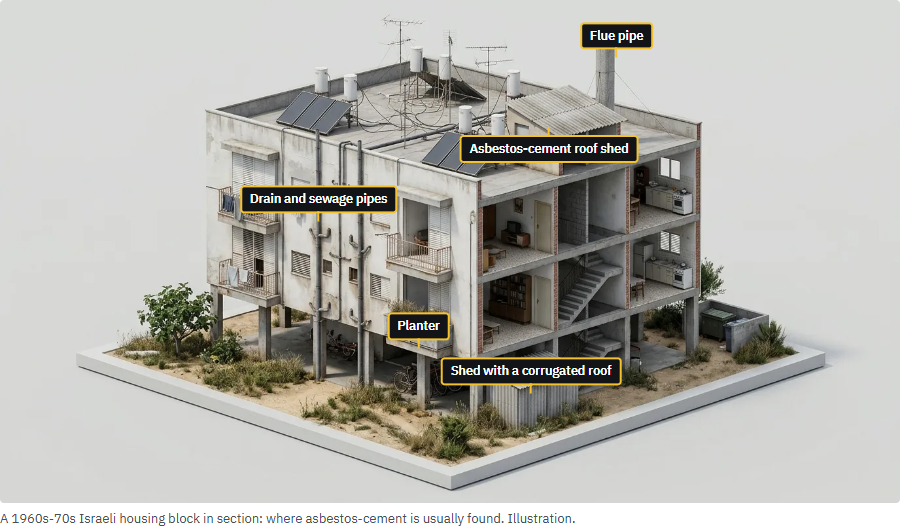 Flue pipe
Asbestos-cement roof shed
Drain and sewage pipes
Planter
Shed with a corrugated roof
A 1960s-70s Israeli housing block in section: where asbestos-cement is usually found. Illustration.